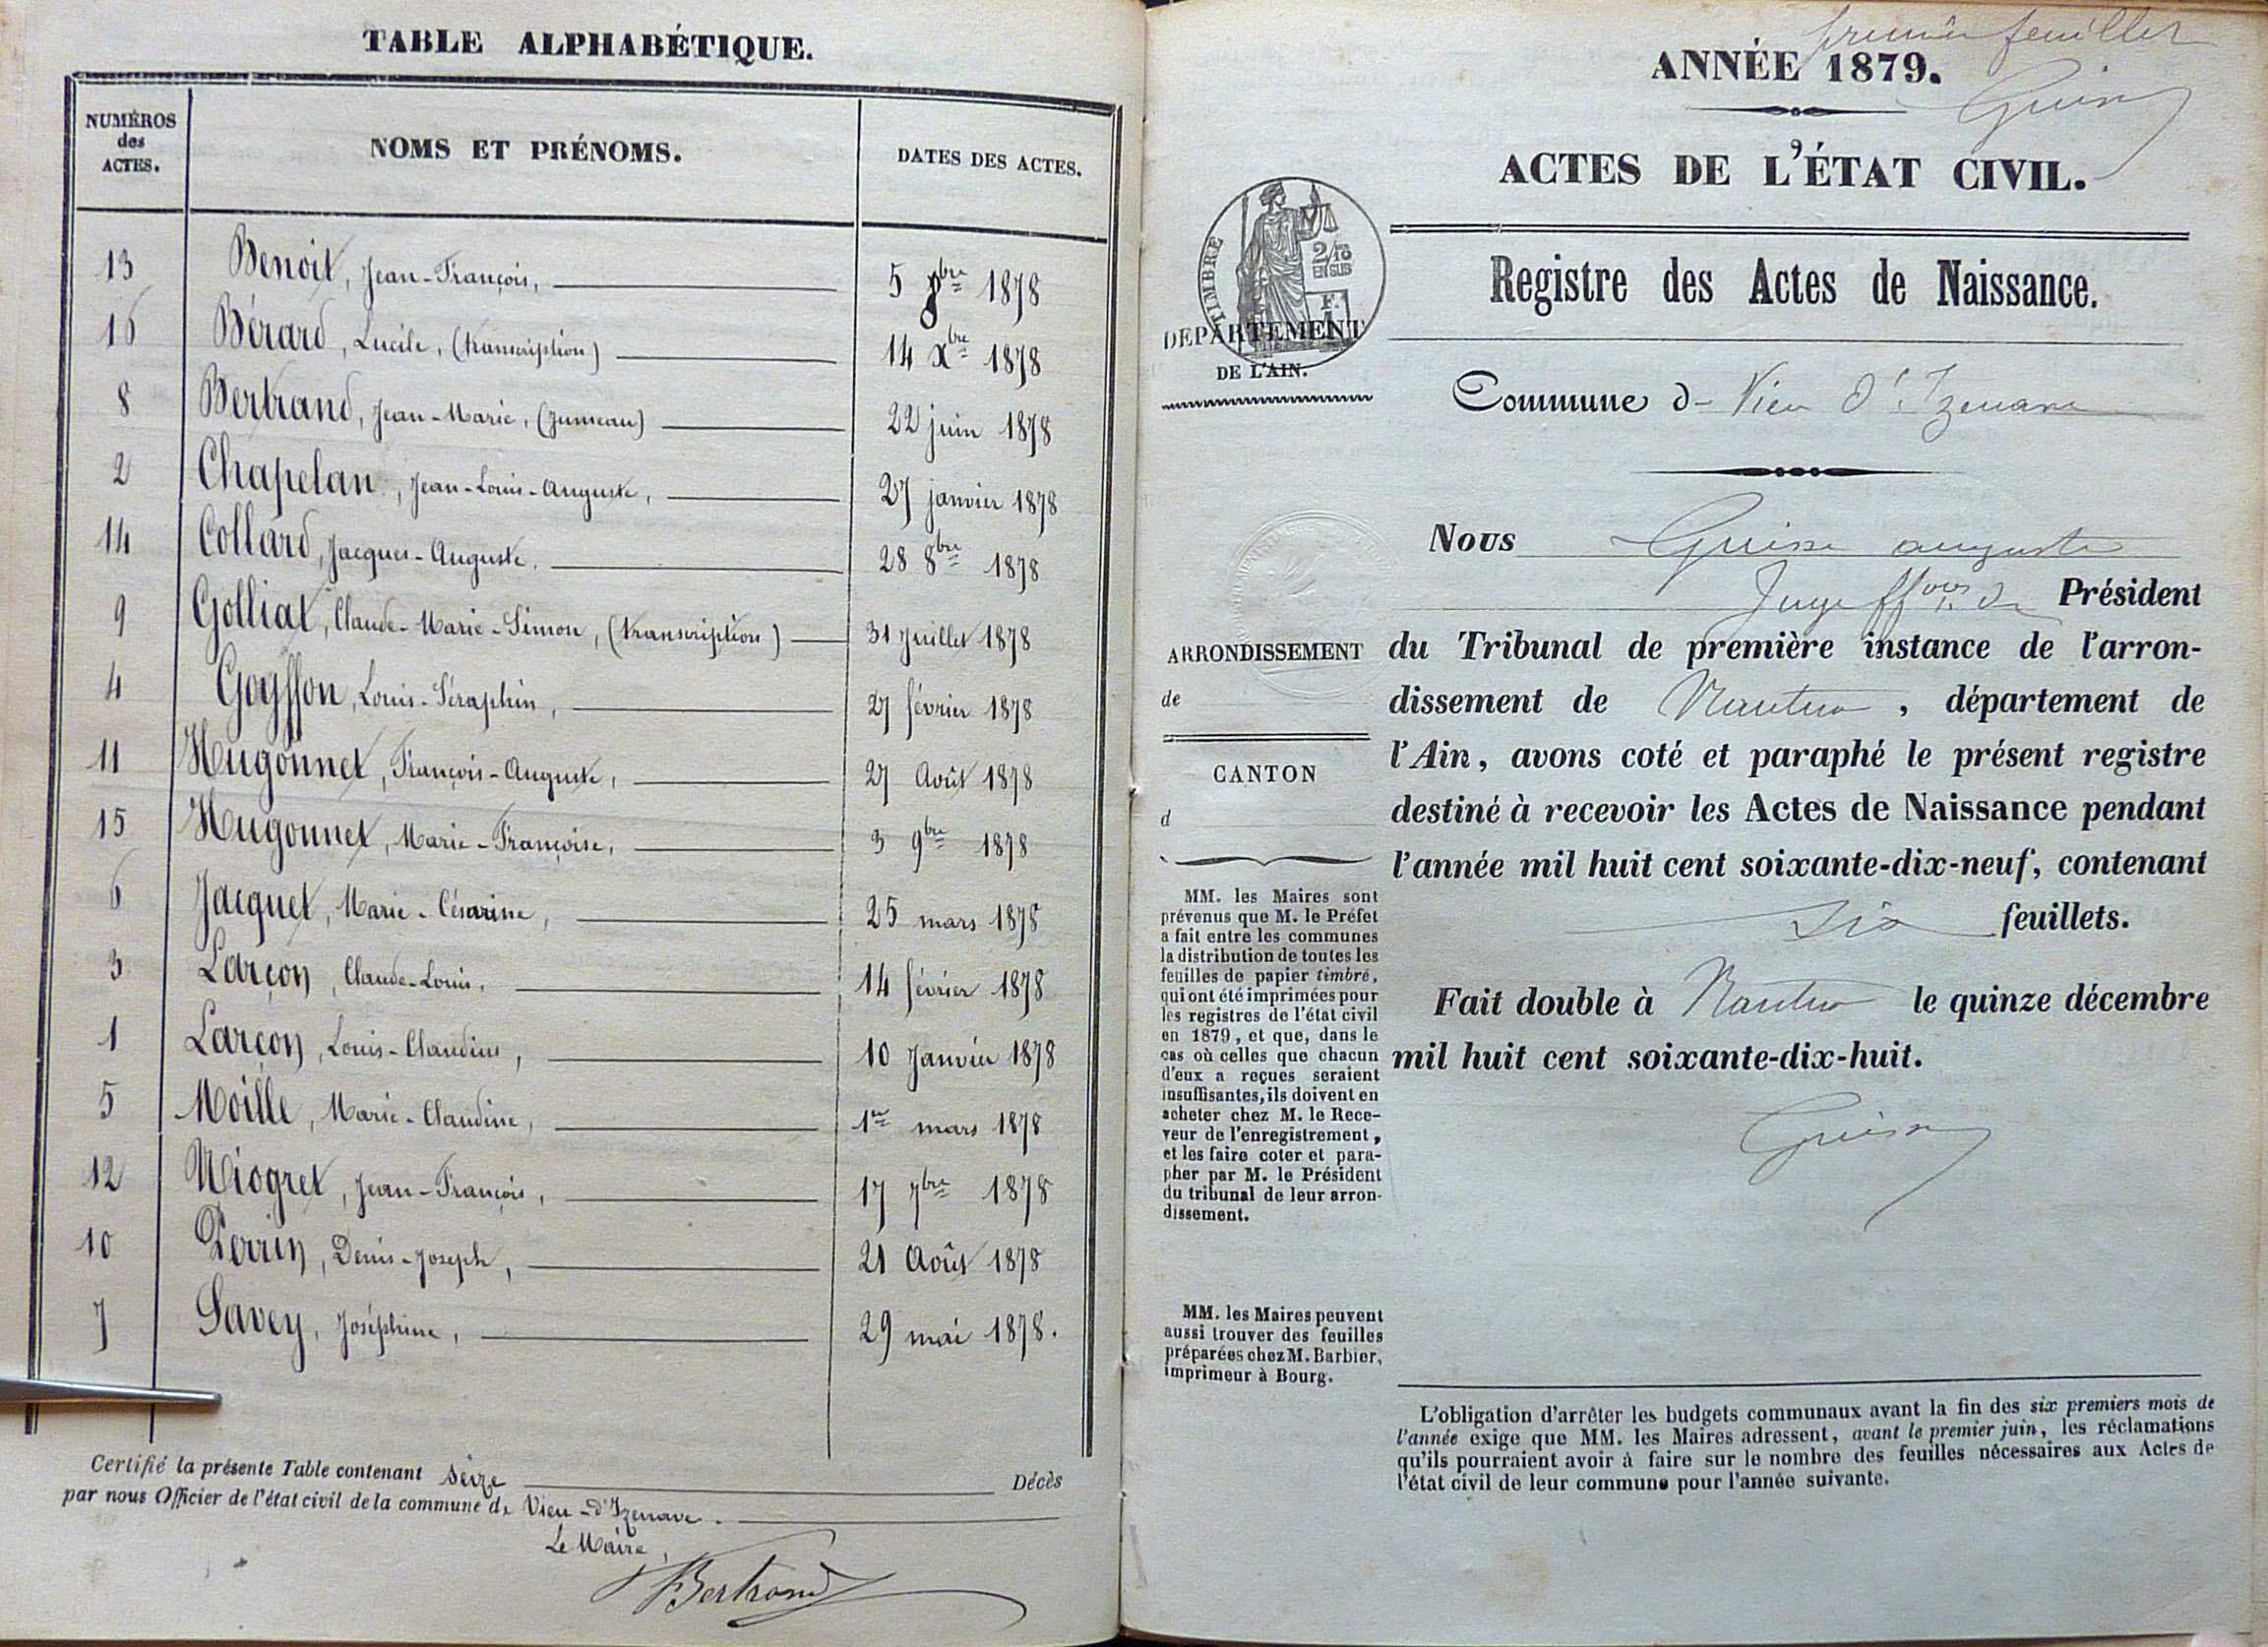 TABLE ALPHABÉTIQUE.
NUMÉROS des ACTES. NOMS ET PRÉNOMS. DATES DES ACTES.
13 Benoit, Jean-François, 5 8bre 1878
16 Bérard, Lucile, (transcription) 14 Xbre 1878
8 Bertrand, Jean-Marie, (Jumeau) 22 juin 1878
2 Chapelan, Jean-Louis-Auguste, 27 janvier 1878
14 Collard, Jacques-Auguste, 28 8bre 1878
9 Golliat, Claude-Marie-Simon, (transcription) 31 Juillet 1878
4 Goyffon, Louis-Séraphin, 27 février 1878
11 Hugonnet, François-Auguste, 27 Août 1878
15 Hugonnet, Marie-Françoise, 3 9bre 1878
6 Jacquet, Marie-Césarine, 25 mars 1878
3 Larçon, Claude-Louis, 14 février 1878
1 Larçon, Louis-Claudius, 10 Janvier 1878
5 Moille, Marie-Claudine, 1er mars 1878
12 Niogret, Jean-François, 17 7bre 1878
10 Perrin, Denis-Joseph, 21 Août 1878
7 Savey, Joséphine, 29 mai 1878.
Certifié la présente Table contenant seize Décès
par nous Officier de l'état civil de la commune de Vieu-d'Izenave.
Le Maire,
Bertrand
premier feuillet
ANNÉE 1879.
ACTES DE L'ÉTAT CIVIL.
TIMBRE
2/10
EN SUS
DÉPARTEMENT
DE L'AIN.
Registre des Actes de Naissance.
Commune d- Vieu d'Izenave
Nous auguste
Juge ffons de Président
du Tribunal de première instance de l'arron-
dissement de Nantua, département de
l'Ain, avons coté et paraphé le présent registre
destiné à recevoir les Actes de Naissance pendant
l'année mil huit cent soixante-dix-neuf, contenant
six feuillets.
Fait double à Nantua le quinze décembre
mil huit cent soixante-dix-huit.
ARRONDISSEMENT
de
CANTON
d
MM. les Maires sont
prévenus que M. le Préfet
a fait entre les communes
la distribution de toutes les
feuilles de papier timbré,
qui ont été imprimées pour
les registres de l'état civil
en 1879, et que, dans le
cas où celles que chacun
d'eux a reçues seraient
insuffisantes, ils doivent en
acheter chez M. le Rece-
veur de l'enregistrement,
et les faire coter et para-
pher par M. le Président
du tribunal de leur arron-
dissement.
MM. les Maires peuvent
aussi trouver des feuilles
préparées chez M. Barbier,
imprimeur à Bourg.
L'obligation d'arrêter les budgets communaux avant la fin des six premiers mois de
l'année exige que MM. les Maires adressent, avant le premier juin, les réclamations
qu'ils pourraient avoir à faire sur le nombre des feuilles nécessaires aux Actes de
l'état civil de leur commune pour l'année suivante.